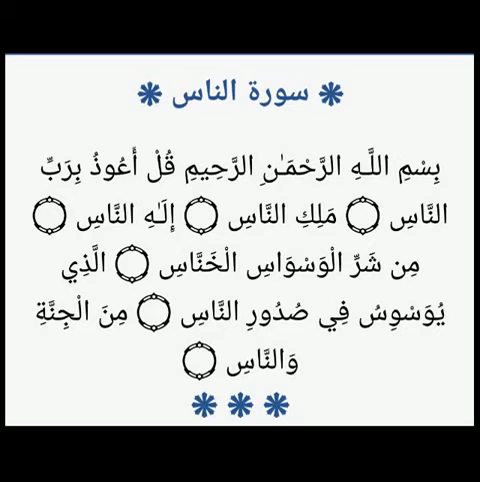 ❋ سورة الناس ❋
بِسْمِ اللَّـهِ الرَّحْمَـٰنِ الرَّحِيمِ قُلْ أَعُوذُ بِرَبِّ
النَّاسِ ۝ مَلِكِ النَّاسِ ۝ إِلَـٰهِ النَّاسِ ۝
مِن شَرِّ الْوَسْوَاسِ الْخَنَّاسِ ۝ الَّذِي
يُوَسْوِسُ فِي صُدُورِ النَّاسِ ۝ مِنَ الْجِنَّةِ
وَالنَّاسِ ۝
❋ ❋ ❋